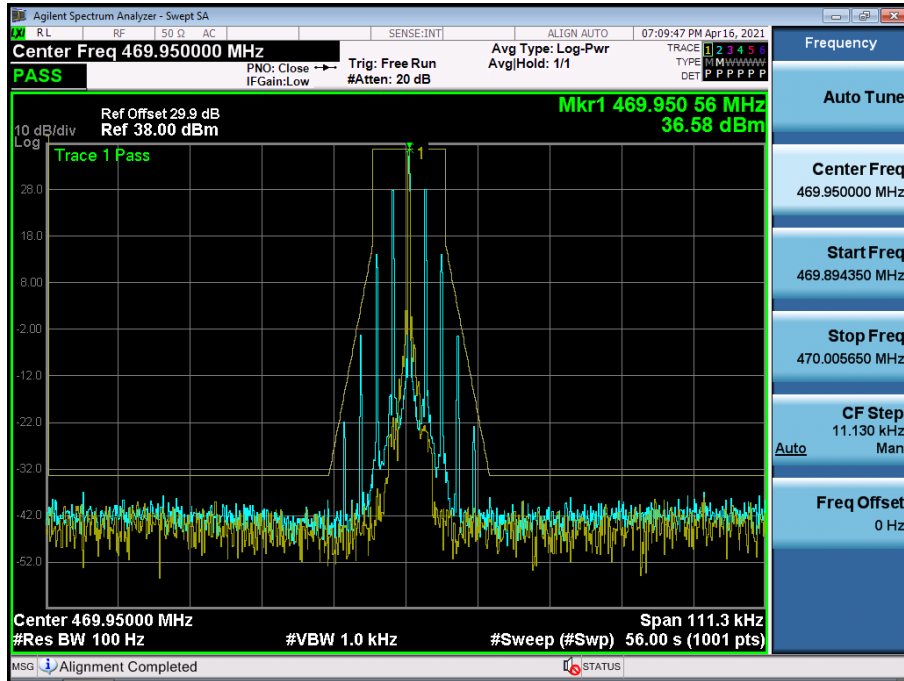 Agilent Spectrum Analyzer - Swept SA
LXI RL RF 50 Ω AC SENSE:INT ALIGN AUTO 07:09:47 PM Apr 16, 2021
Center Freq 469.950000 MHz
PASS
PNO: Close
IFGain:Low
Trig: Free Run
#Atten: 20 dB
Avg Type: Log-Pwr
Avg|Hold: 1/1
TRACE 1 2 3 4 5 6
TYPE M M W W W W
DET P P P P P P
Ref Offset 29.9 dB
10 dB/div Ref 38.00 dBm
Log
Mkr1 469.950 56 MHz
36.58 dBm
Trace 1 Pass
1
28.0
18.0
8.00
-2.00
-12.0
-22.0
-32.0
-42.0
-52.0
Center 469.95000 MHz Span 111.3 kHz
#Res BW 100 Hz #VBW 1.0 kHz #Sweep (#Swp) 56.00 s (1001 pts)
MSG Alignment Completed STATUS
Frequency
Auto Tune
Center Freq
469.950000 MHz
Start Freq
469.894350 MHz
Stop Freq
470.005650 MHz
CF Step
11.130 kHz
Auto Man
Freq Offset
0 Hz